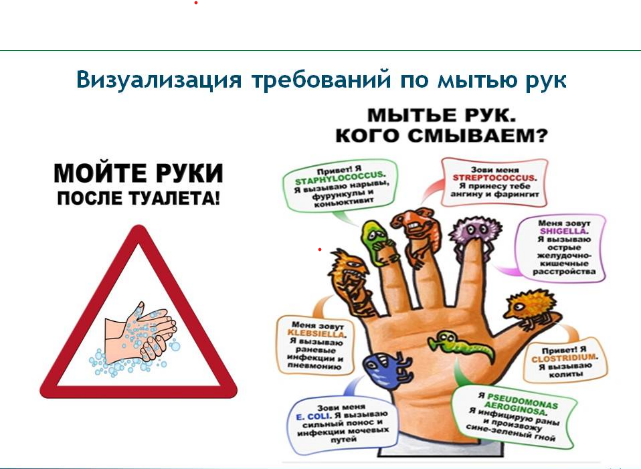 Визуализация требований по мытью рук
МЫТЬЕ РУК.
КОГО СМЫВАЕМ?
МОЙТЕ РУКИ
ПОСЛЕ ТУАЛЕТА!
Привет! Я
STAPHYLOCOCCUS.
Я вызываю нарывы,
фурункулы и
коньюктивит
Зови меня
STREPTOCOCCUS.
Я принесу тебе
ангину и фарингит
Меня зовут
SHIGELLA.
Я вызываю
острые
желудочно-
кишечные
расстройства
Меня зовут
KLEBSIELLA.
Я вызываю
раневые
инфекции и
пневмонию
Привет! Я
CLOSTRIDIUM.
Я вызываю
колиты
Зови меня
E. COLI. Я вызываю
сильный понос и
инфекции мочевых
путей
Я PSEUDOMONAS
AEROGINOSA.
Я инфицирую раны
и произвожу
сине-зеленый гной